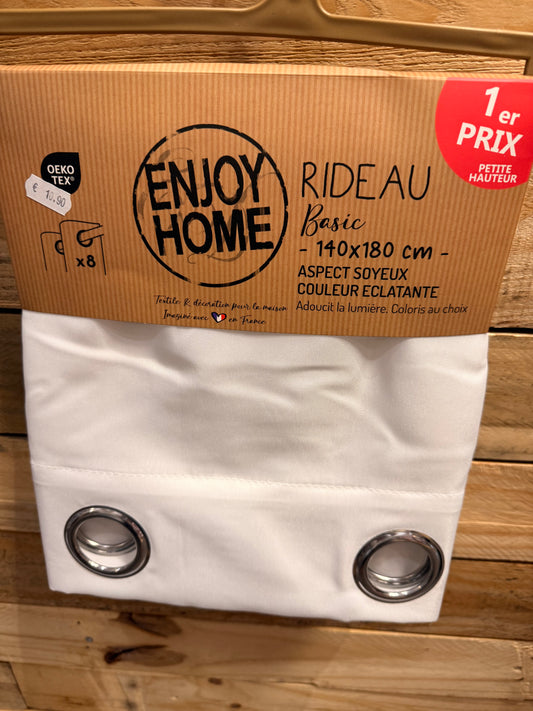 1er
PRIX
PETITE
HAUTEUR
OEKO
TEX®
€ 10.90
x8
ENJOY
HOME
Textile & décoration pour la maison
Imaginé avec en France
RIDEAU
Basic
- 140x180 cm -
ASPECT SOYEUX
COULEUR ECLATANTE
Adoucit la lumière. Coloris au choix